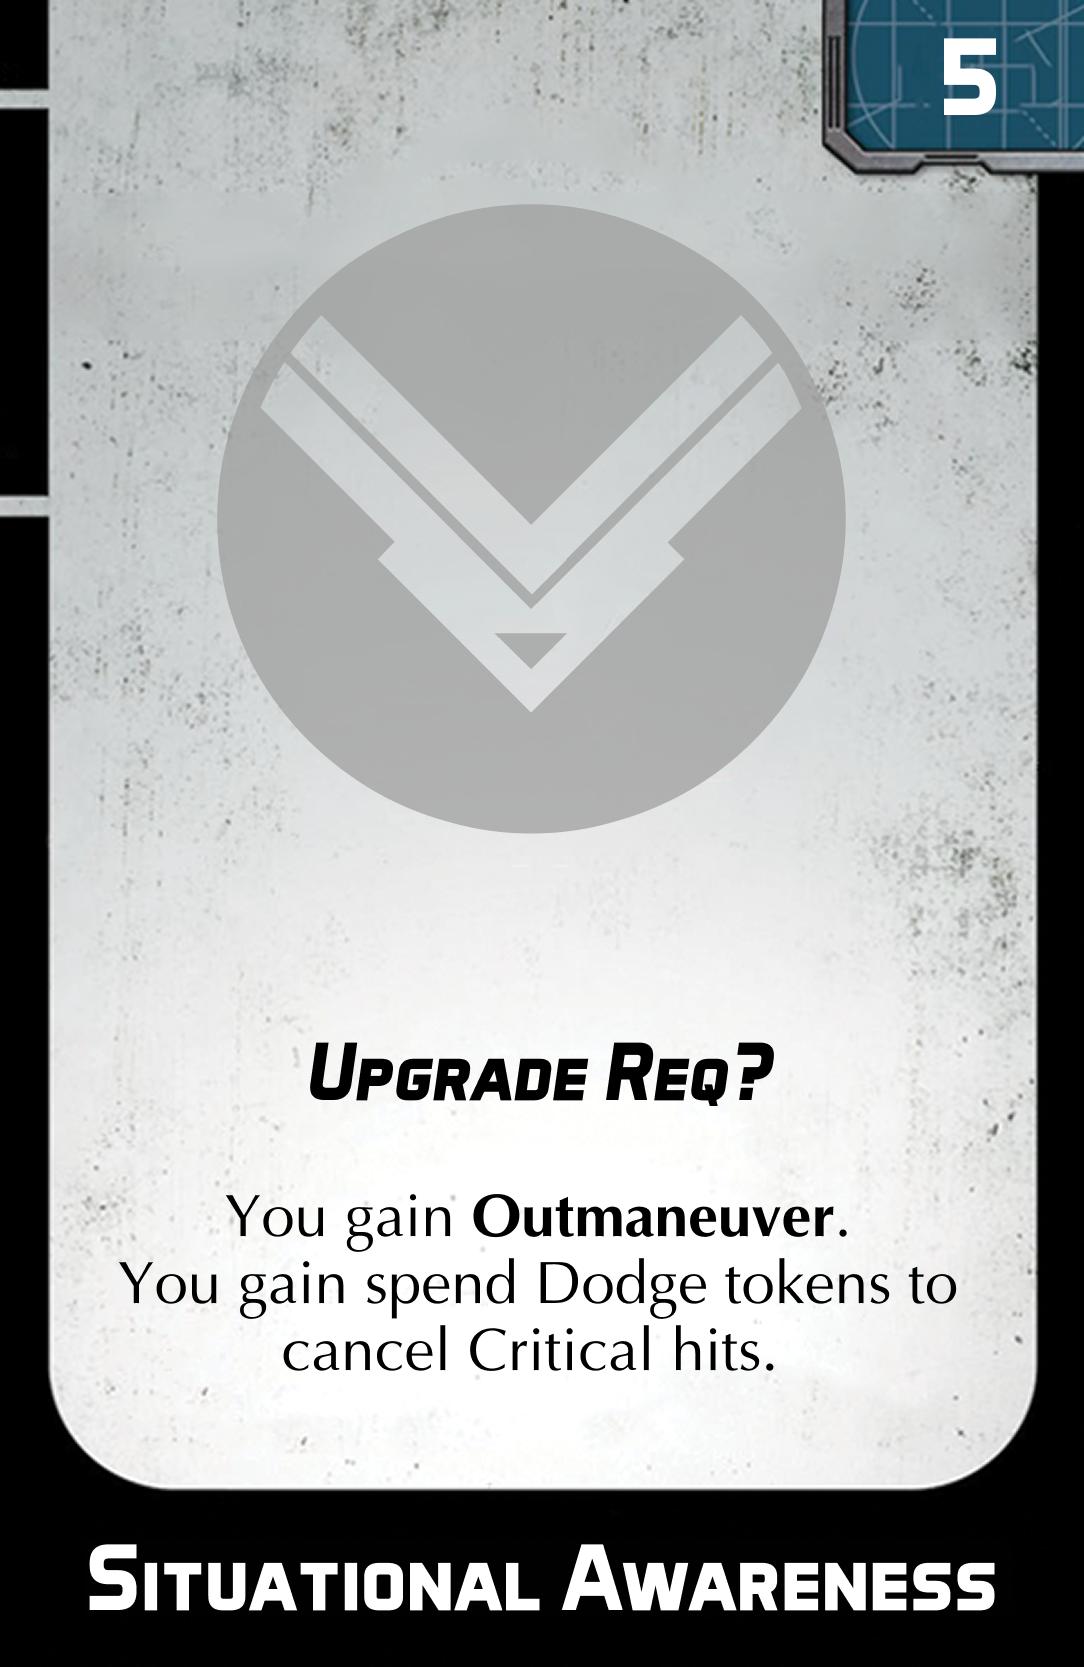 5
Upgrade Req?
You gain Outmaneuver.
You gain spend Dodge tokens to
cancel Critical hits.
Situational Awareness